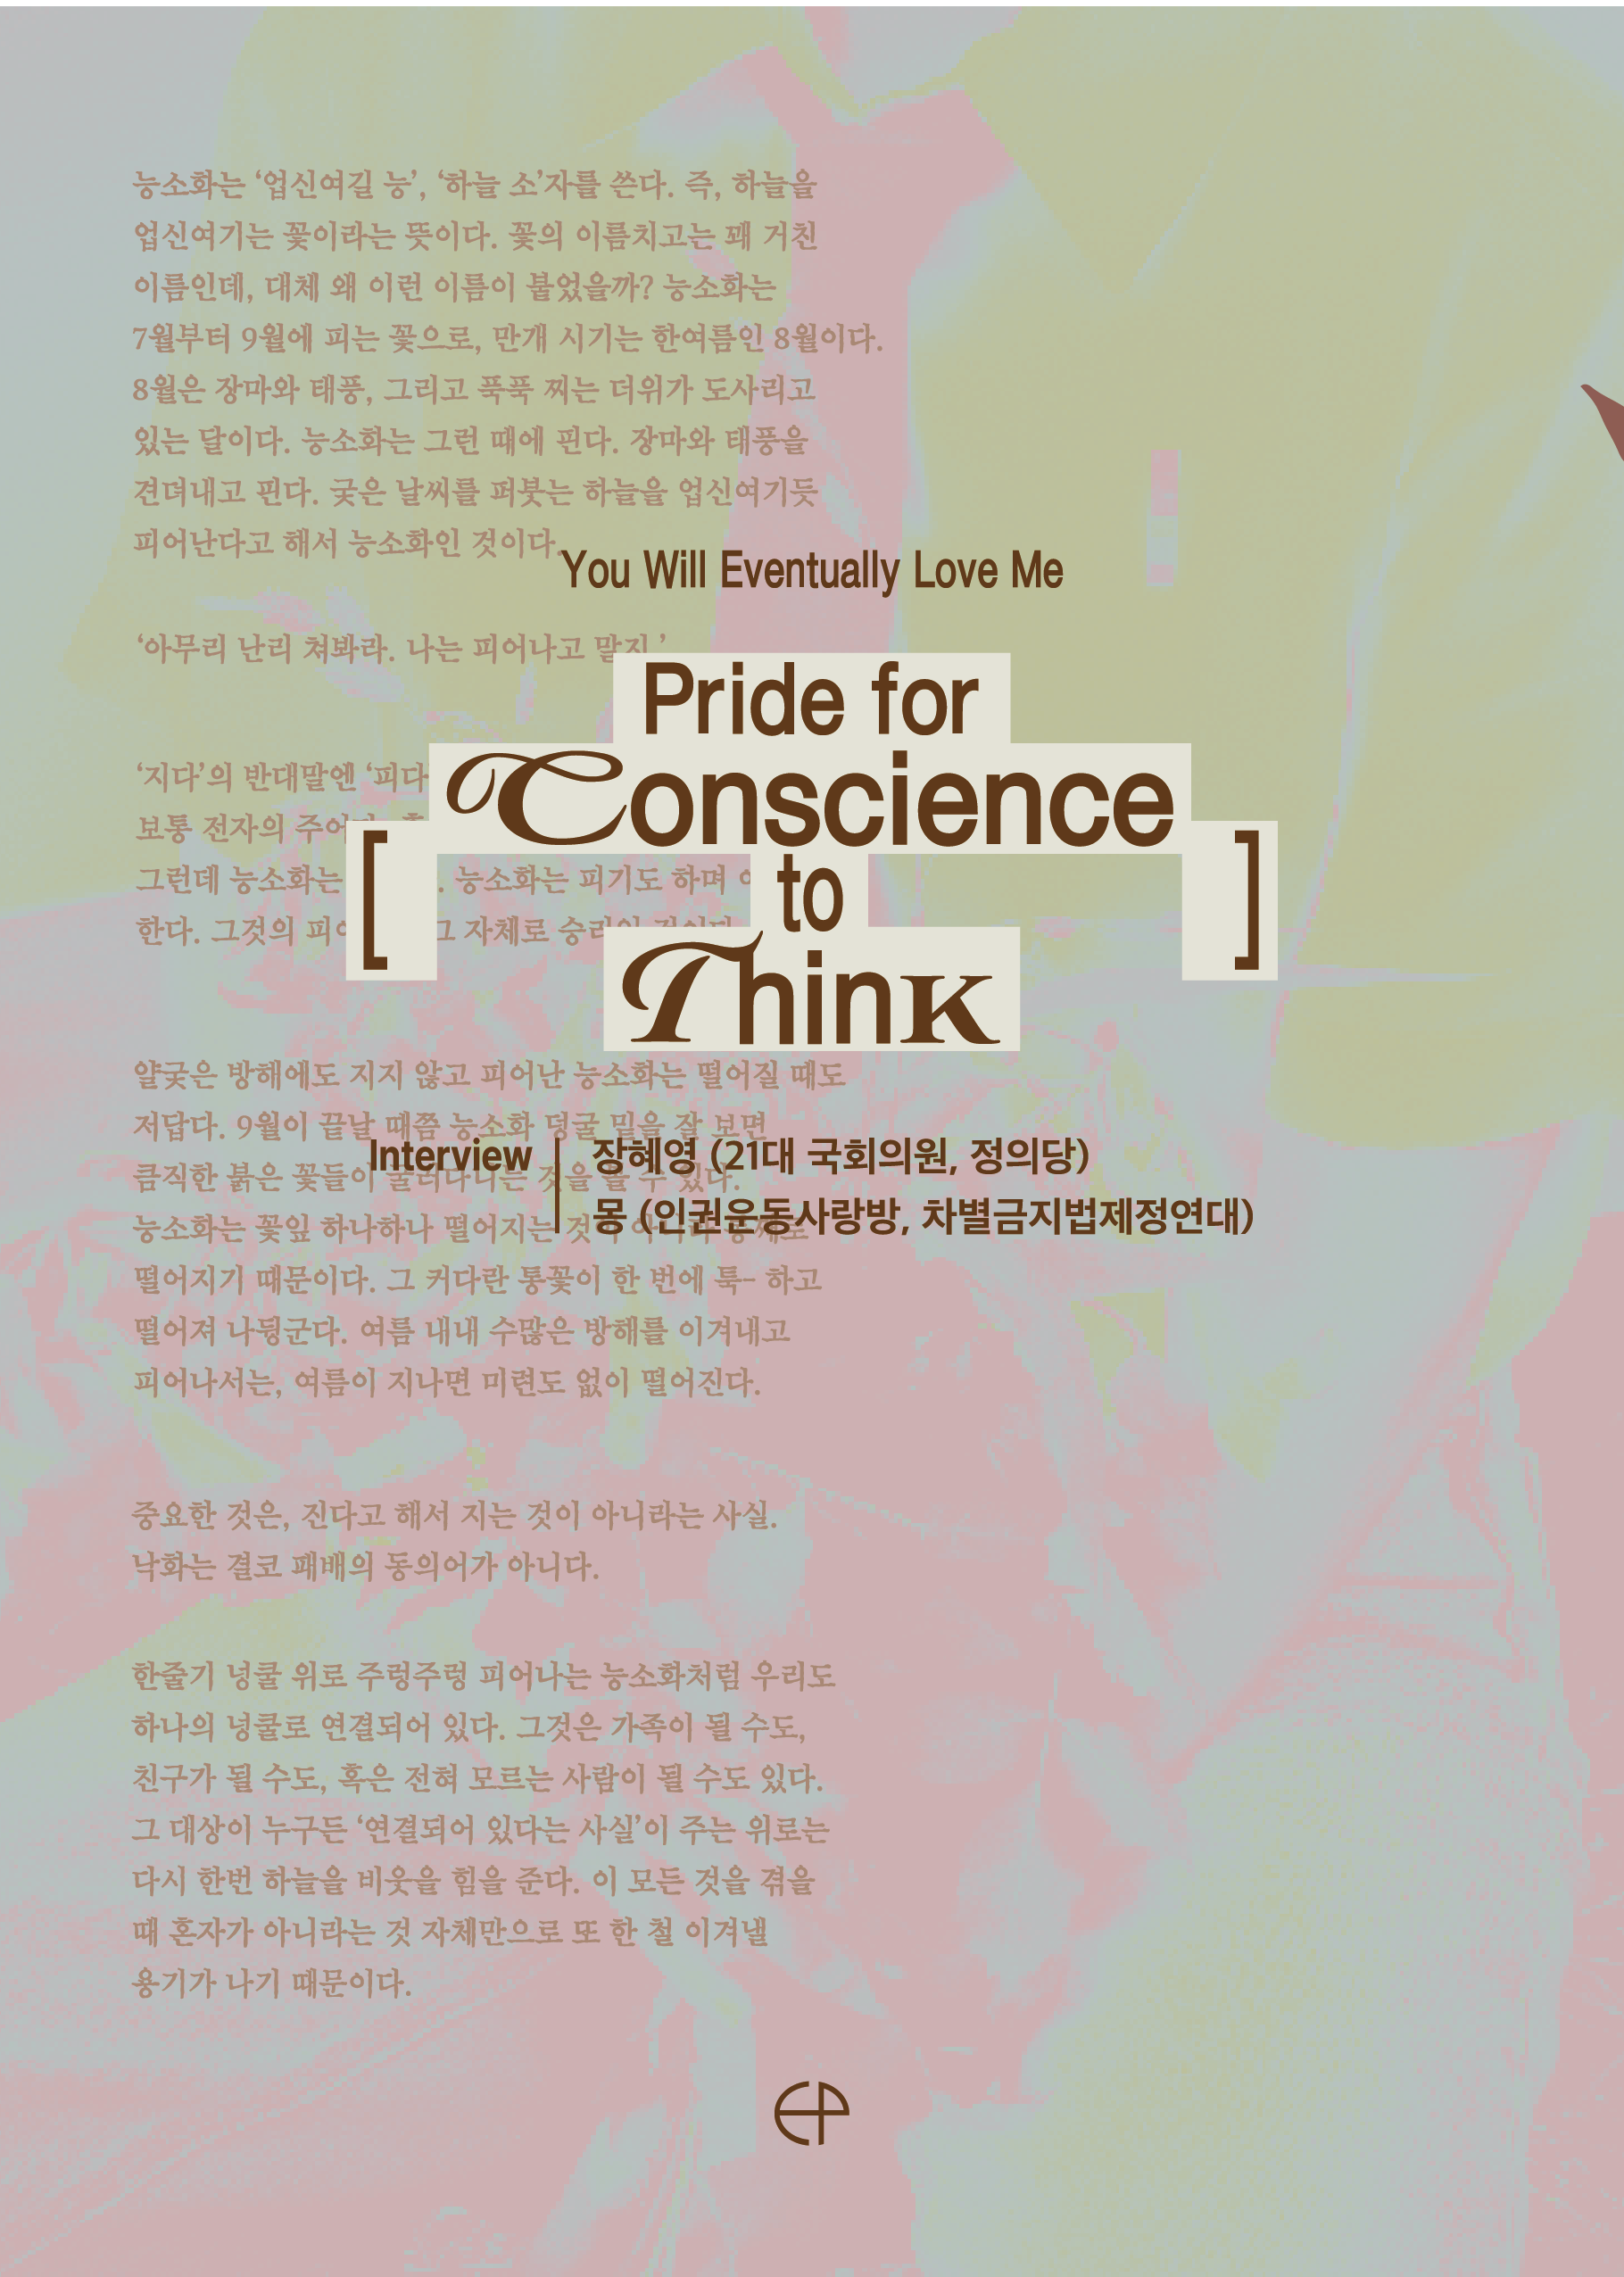 능소화는 ‘업신여길 능’, ‘하늘 소’자를 쓴다. 즉, 하늘을
업신여기는 꽃이라는 뜻이다. 꽃의 이름치고는 꽤 거친
이름인데, 대체 왜 이런 이름이 붙었을까? 능소화는
7월부터 9월에 피는 꽃으로, 만개 시기는 한여름인 8월이다.
8월은 장마와 태풍, 그리고 푹푹 찌는 더위가 도사리고
있는 달이다. 능소화는 그런 때에 핀다. 장마와 태풍을
견뎌내고 핀다. 궂은 날씨를 퍼붓는 하늘을 업신여기듯
피어난다고 해서 능소화인 것이다.
You Will Eventually Love Me
‘아무리 난리 쳐봐라. 나는 피어나고 말지.’
Pride for
Conscience
to
Think
[ ]
‘지다’의 반대말엔 ‘피다
보통 전자의
그런데 능소화는 능소화는 피기도 하며
한다. 그것의 그 자체로
얄궂은 방해에도 지지 않고 피어난 능소화는 떨어질 때도
저답다. 9월이 끝날 때쯤 능소화 덩굴 밑을 잘 보면
Interview
장혜영 (21대 국회의원, 정의당)
몽 (인권운동사랑방, 차별금지법제정연대)
큼직한 붉은 꽃들이 굴러다니는 것을 볼 수 있다.
능소화는 꽃잎 하나하나 떨어지는 것이 아니라 통째로
떨어지기 때문이다. 그 커다란 통꽃이 한 번에 툭- 하고
떨어져 나뒹군다. 여름 내내 수많은 방해를 이겨내고
피어나서는, 여름이 지나면 미련도 없이 떨어진다.
중요한 것은, 진다고 해서 지는 것이 아니라는 사실.
낙화는 결코 패배의 동의어가 아니다.
한줄기 넝쿨 위로 주렁주렁 피어나는 능소화처럼 우리도
하나의 넝쿨로 연결되어 있다. 그것은 가족이 될 수도,
친구가 될 수도, 혹은 전혀 모르는 사람이 될 수도 있다.
그 대상이 누구든 ‘연결되어 있다는 사실’이 주는 위로는
다시 한번 하늘을 비웃을 힘을 준다. 이 모든 것을 겪을
때 혼자가 아니라는 것 자체만으로 또 한 철 이겨낼
용기가 나기 때문이다.